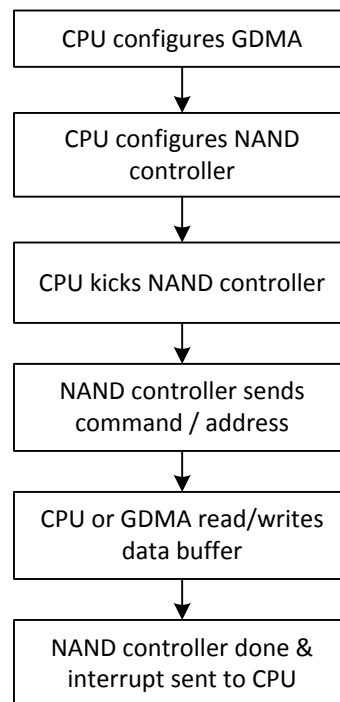 CPU configures GDMA
CPU configures NAND
controller
CPU kicks NAND controller
NAND controller sends
command / address
CPU or GDMA read/writes
data buffer
NAND controller done &
interrupt sent to CPU